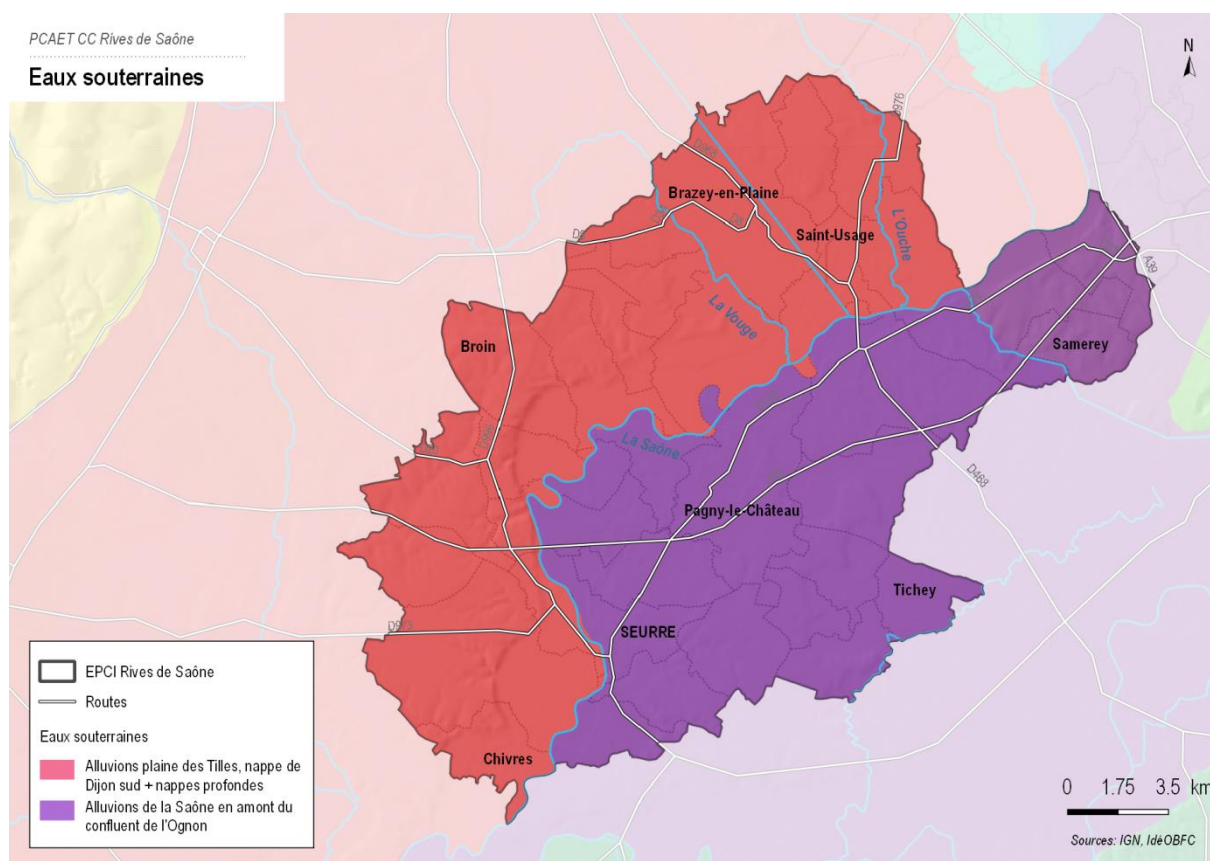 PCAET CC Rives de Saône
Eaux souterraines
N
D976
Brazey-en-Plaine
Saint-Usage
L'Ouche
A39
La Vouge
Samerey
Broin
La Saône
D468
Pagny-le-Château
Tichey
D973
SEURRE
Chivres
EPCI Rives de Saône
Routes
Eaux souterraines
Alluvions plaine des Tilles, nappe de
Dijon sud + nappes profondes
Alluvions de la Saône en amont du
confluent de l'Ognon
0 1.75 3.5 km
Sources: IGN, IdéOBFC